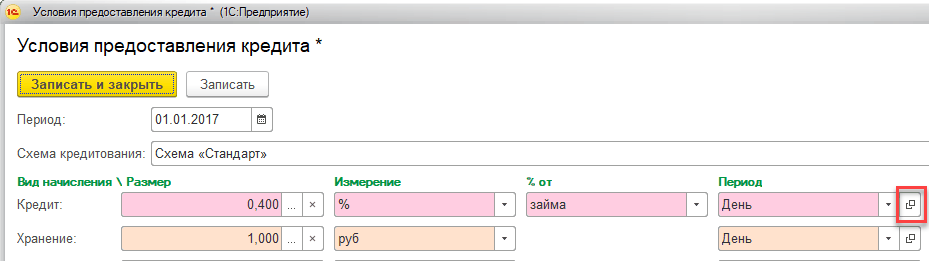 1С Условия предоставления кредита * (1С:Предприятие)
Условия предоставления кредита *
Записать и закрыть Записать
Период: 01.01.2017
Схема кредитования: Схема «Стандарт»
Вид начисления \ Размер Измерение % от Период
Кредит: 0,400 ... × % займа День
Хранение: 1,000 ... × руб День